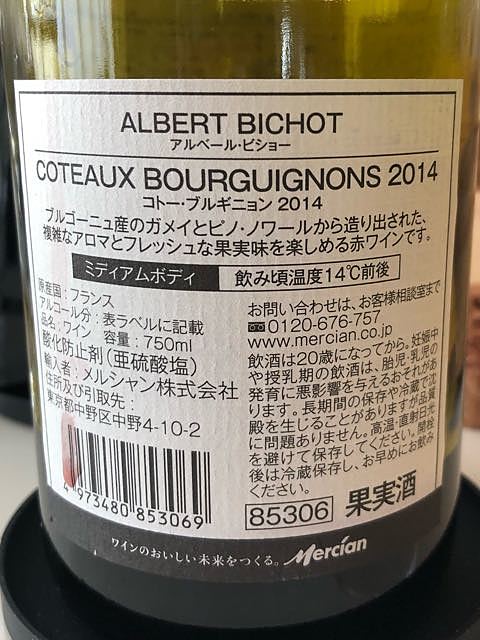 ALBERT BICHOT
アルベール・ビショー
COTEAUX BOURGUIGNONS 2014
コトー・ブルギニョン 2014
ブルゴーニュ産のガメイとピノ・ノワールから造り出された、
複雑なアロマとフレッシュな果実味を楽しめる赤ワインです。
ミディアムボディ 飲み頃温度14℃前後
原産国：フランス
アルコール分：表ラベルに記載
品名：ワイン 容量：750ml
酸化防止剤（亜硫酸塩）
輸入者：メルシャン株式会社
住所及び引取先：
東京都中野区中野4-10-2
お問い合わせは、お客様相談室まで
0120-676-757
www.mercian.co.jp
飲酒は20歳になってから。妊娠中
や授乳期の飲酒は、胎児・乳児の
発育に悪影響を与えるおそれがあ
ります。長期間の保存や冷蔵で沈
殿を生じることがありますが品質
に問題ありません。高温・直射日光
を避けて保存してください。開栓
後は冷蔵保存し、お早めにお飲み
ください。
4 973480 853069
85306 果実酒
ワインのおいしい未来をつくる。 Mercian